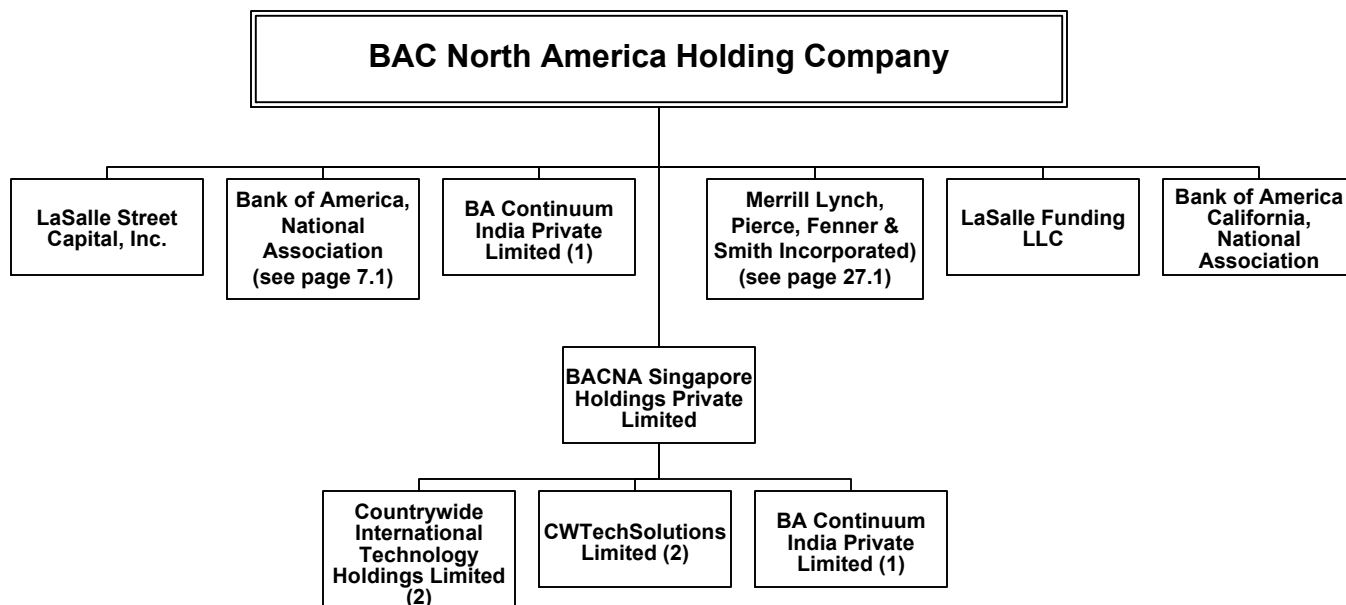 BAC North America Holding Company
LaSalle Street
Capital, Inc.
Bank of America,
National
Association
(see page 7.1)
BA Continuum
India Private
Limited (1)
Merrill Lynch,
Pierce, Fenner &
Smith Incorporated)
(see page 27.1)
LaSalle Funding
LLC
Bank of America
California,
National
Association
BACNA Singapore
Holdings Private
Limited
Countrywide
International
Technology
Holdings Limited
(2)
CWTechSolutions
Limited (2)
BA Continuum
India Private
Limited (1)